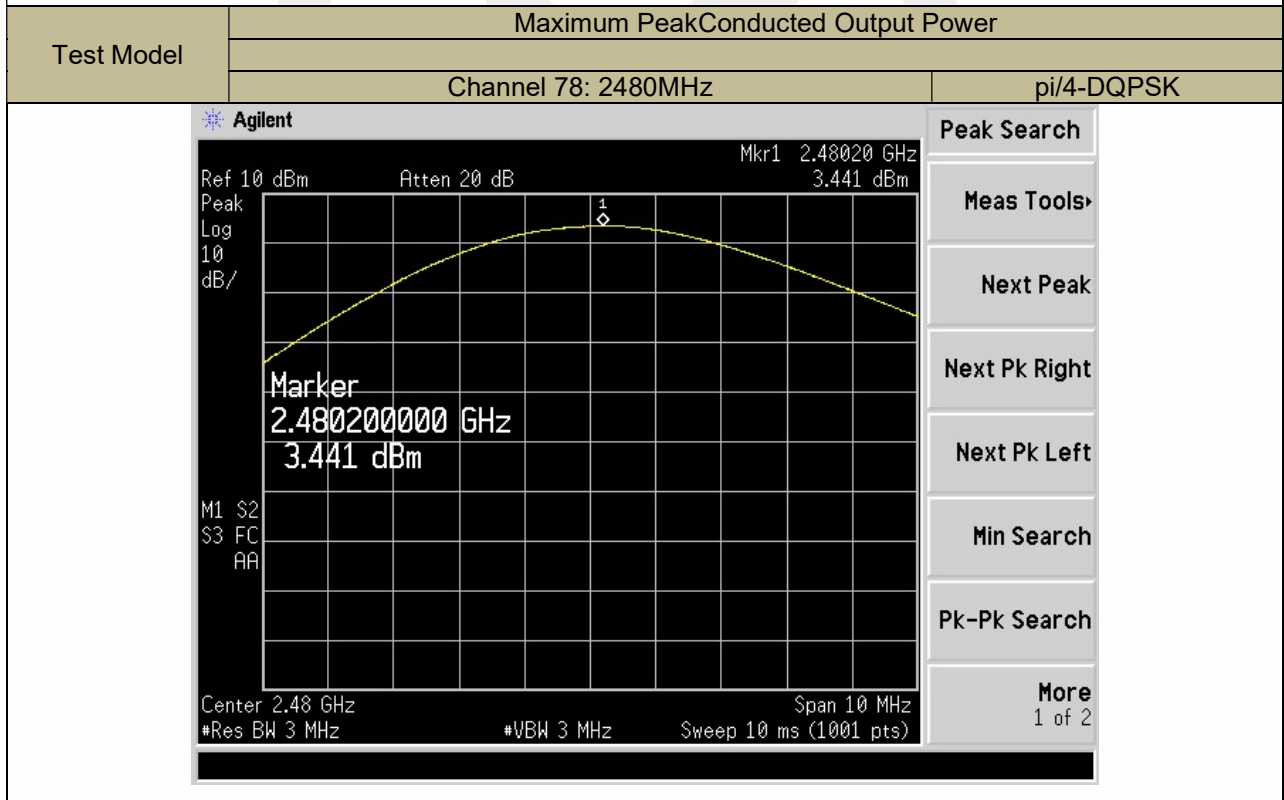 Test Model
Maximum PeakConducted Output Power
Channel 78: 2480MHz
pi/4-DQPSK
Agilent
Peak Search
Mkr1 2.48020 GHz
Ref 10 dBm Atten 20 dB 3.441 dBm
Peak
Log
10
dB/
1
Marker
2.480200000 GHz
3.441 dBm
M1 S2
S3 FC
AA
Center 2.48 GHz Span 10 MHz
#Res BW 3 MHz #VBW 3 MHz Sweep 10 ms (1001 pts)
Meas Tools
Next Peak
Next Pk Right
Next Pk Left
Min Search
Pk-Pk Search
More
1 of 2